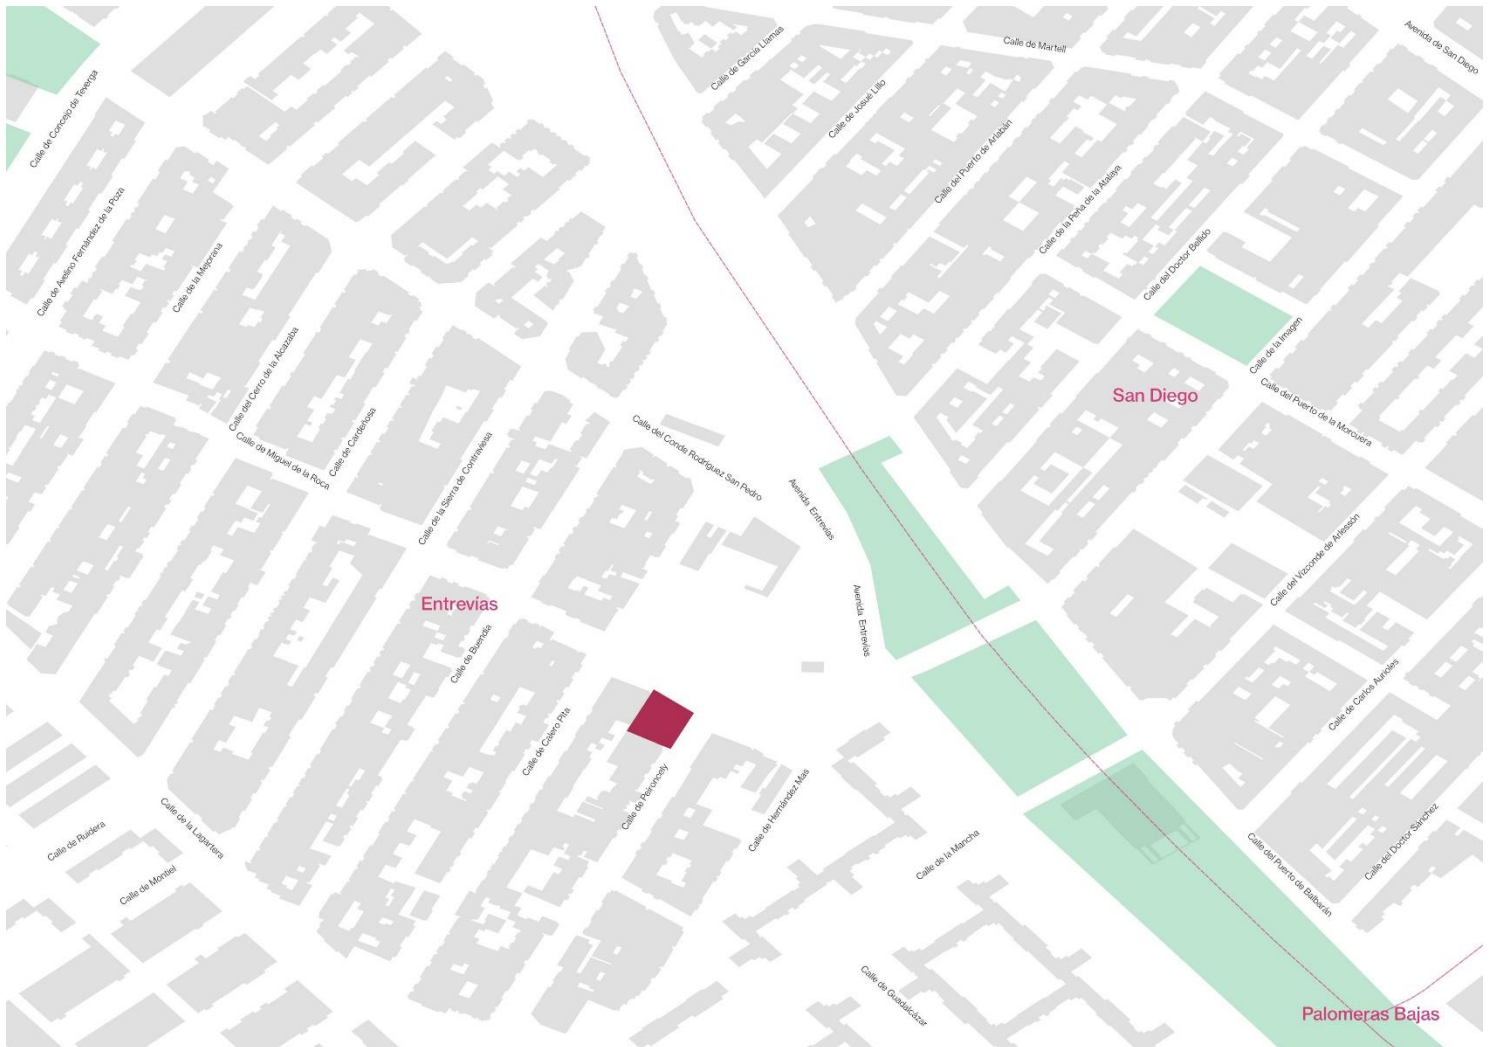 Calle de García Llamas
Calle de Martell
Avenida de San Diego
Calle de Concejo de Teverga
Calle de Josué Lillo
Calle del Puerto de Arlabán
Calle de Avelino Fernández de la Poza
Calle de la Mejorana
Calle de la Peña de la Atalaya
Calle del Doctor Bellido
Calle del Cerro de la Alcazaba
Calle de la Imagen
San Diego
Calle del Puerto de la Morcuera
Calle de Miguel de la Roca
Calle de Cardeñosa
Calle de la Sierra de Contraviesa
Calle del Conde Rodríguez San Pedro
Avenida Entrevías
Calle del Vizconde de Arlessón
Entrevías
Avenida Entrevías
Calle de Buendía
Calle de Carlos Aurioles
Calle de Calero Pita
Calle de Peironcely
Calle de Hernández Mas
Calle de la Lagartera
Calle de Ruidera
Calle de Montiel
Calle de la Mancha
Calle del Puerto de Balbarán
Calle del Doctor Sánchez
Calle de Guadalcázar
Palomeras Bajas